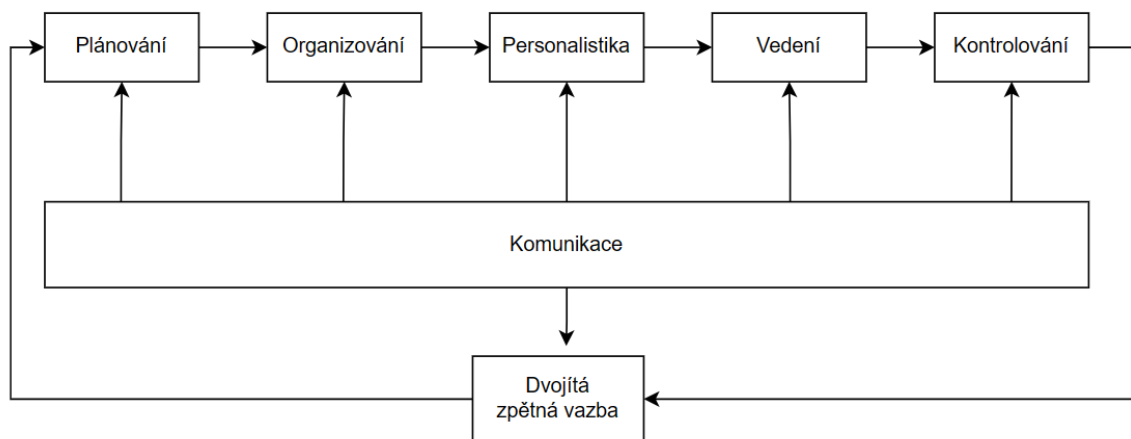 Plánování
Organizování
Personalistika
Vedení
Kontrolování
Komunikace
Dvojítá
zpětná vazba